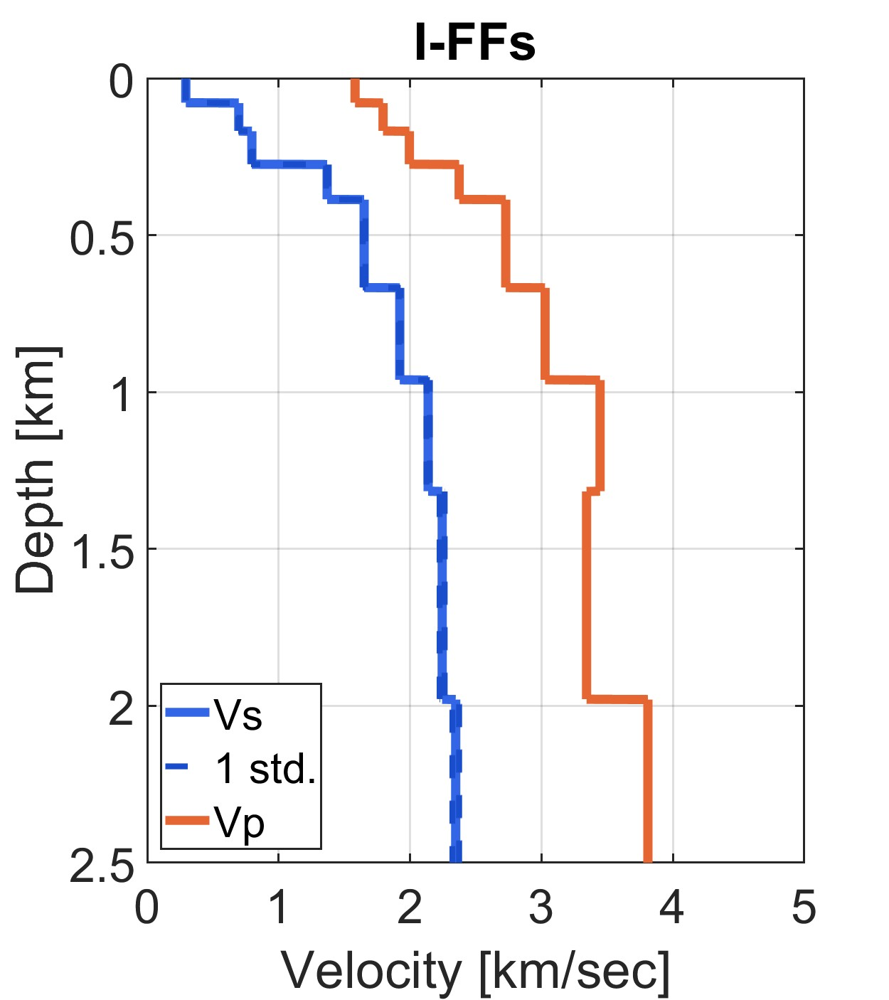 I-FFs
0
0.5
1
1.5
2
2.5
Depth [km]
Vs
1 std.
Vp
0 1 2 3 4 5
Velocity [km/sec]